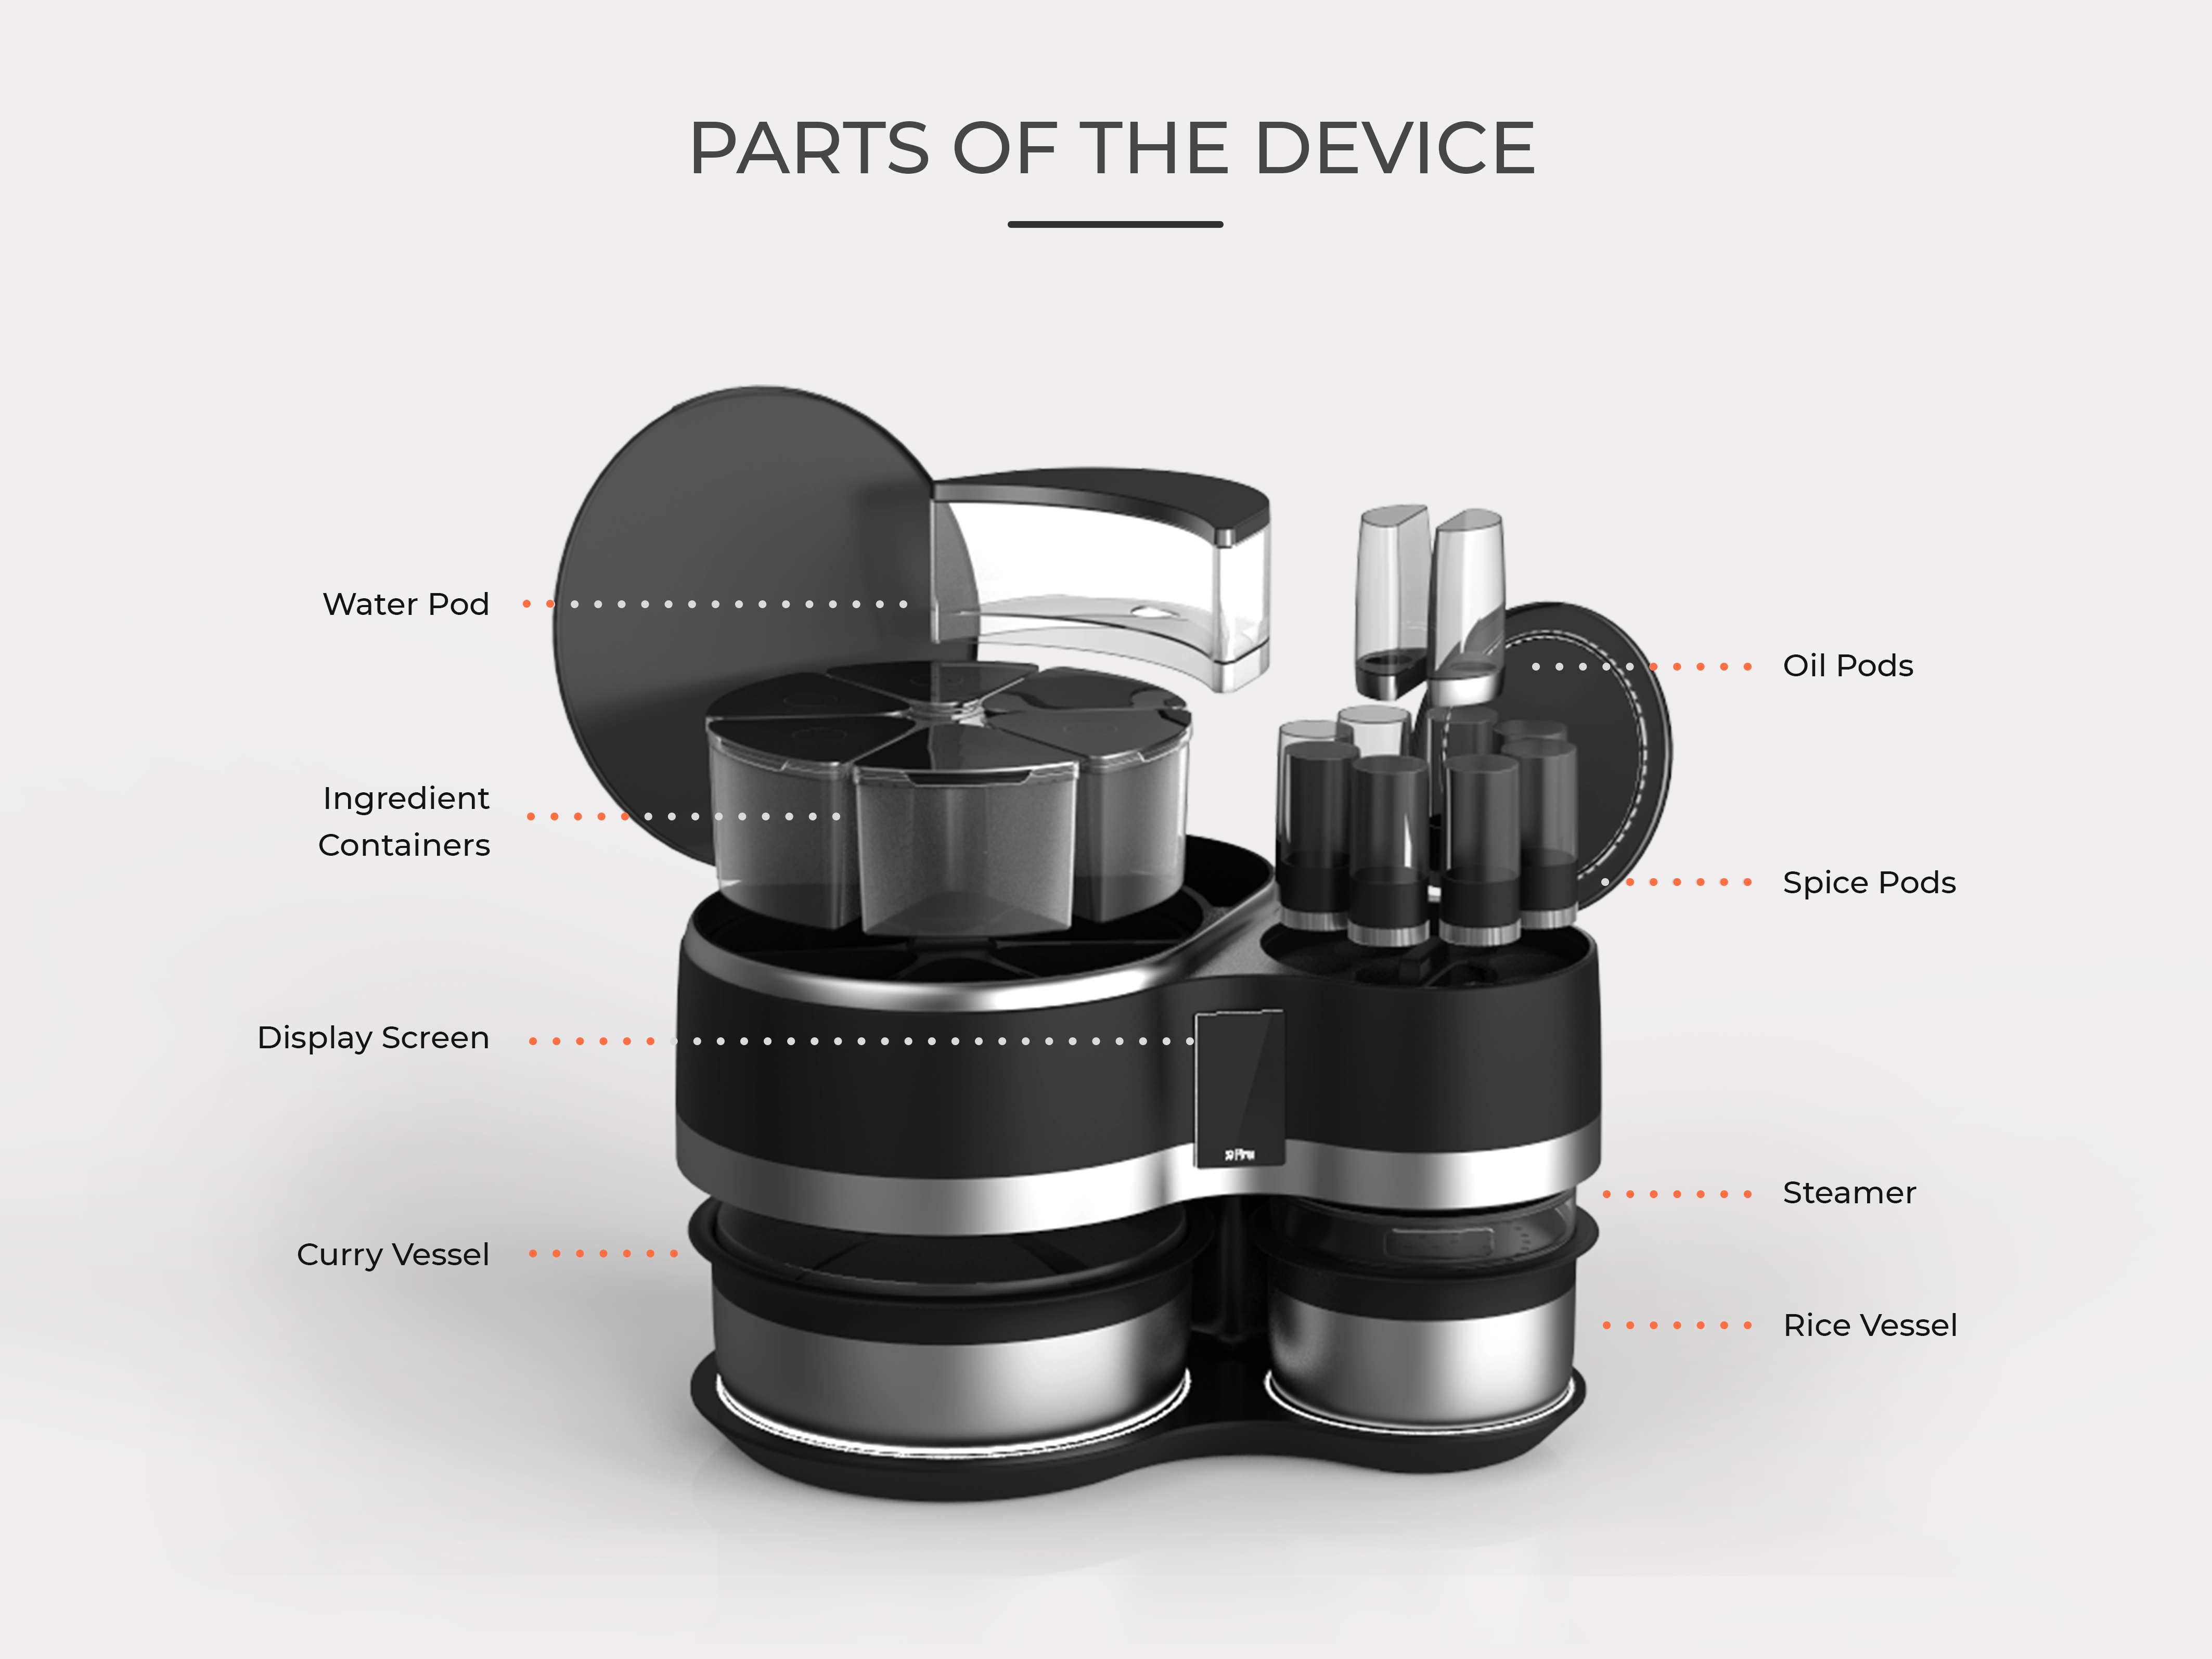 PARTS OF THE DEVICE
Water Pod
Oil Pods
Ingredient
Containers
Spice Pods
Display Screen
Steamer
Curry Vessel
Rice Vessel